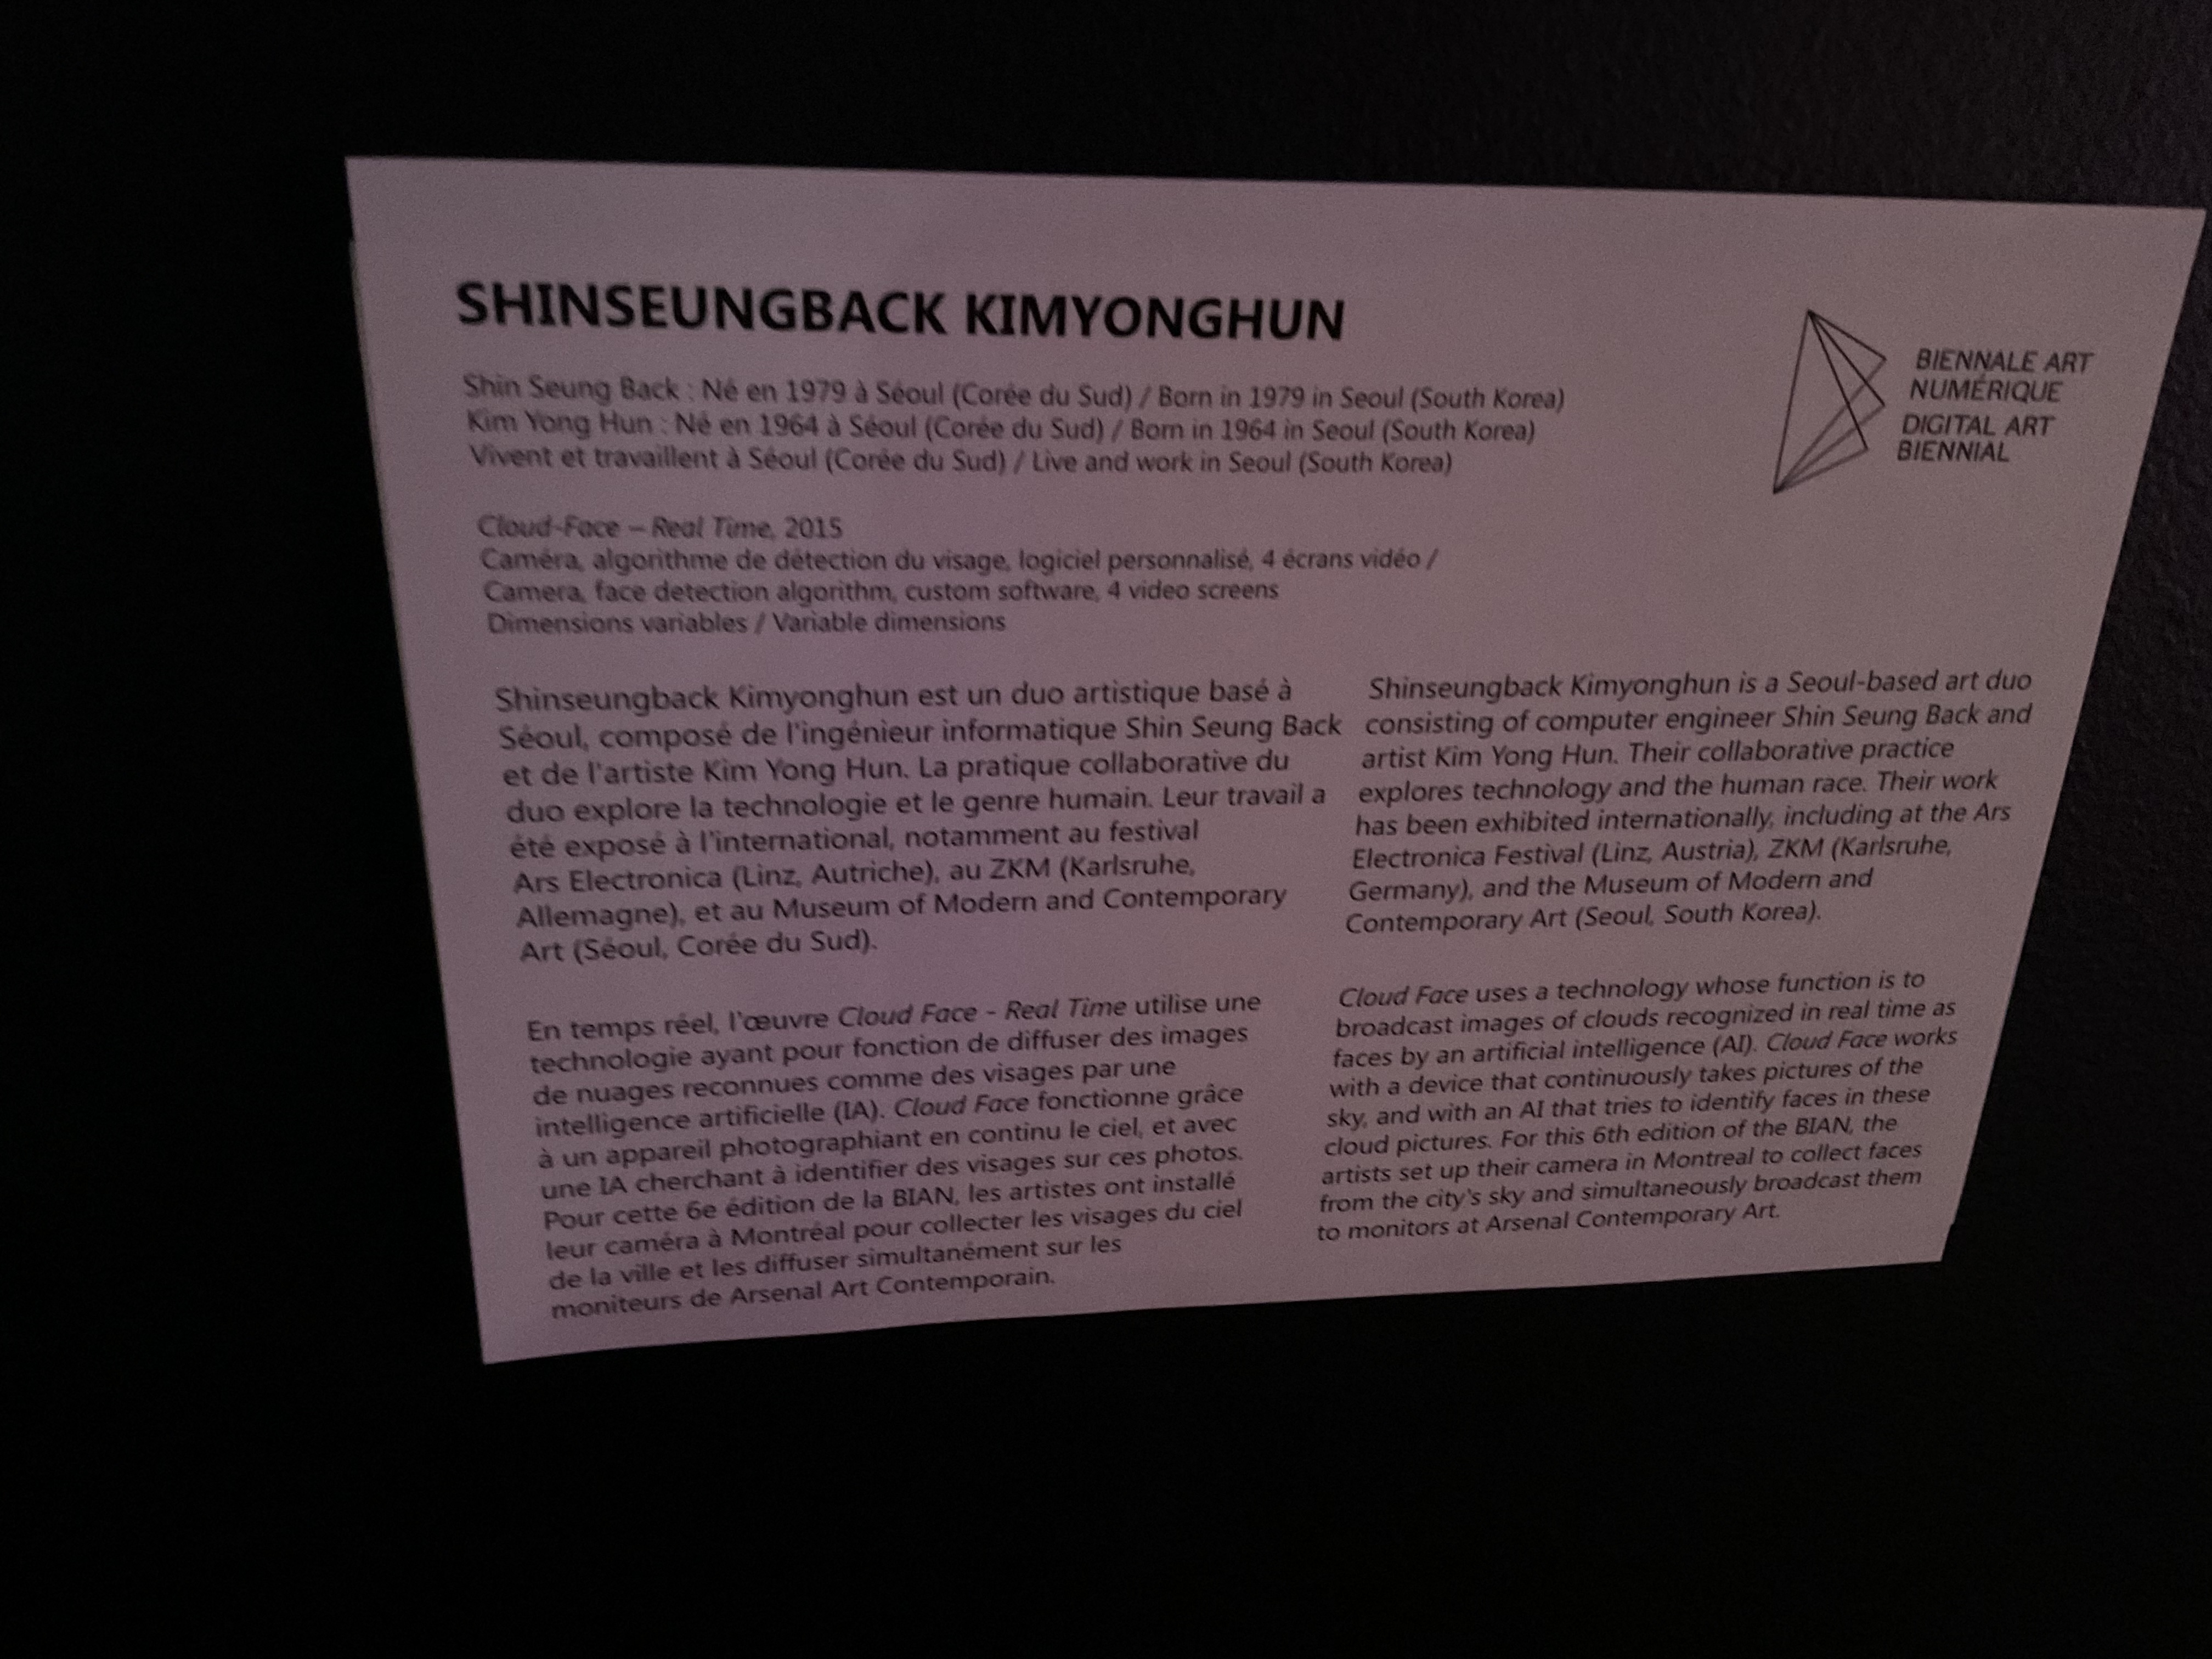 SHINSEUNGBACK KIMYONGHUN
Shin Seung Back : Né en 1979 à Séoul (Corée du Sud) / Born in 1979 in Seoul (South Korea)
Kim Yong Hun : Né en 1964 à Séoul (Corée du Sud) / Born in 1964 in Seoul (South Korea)
Vivent et travaillent à Séoul (Corée du Sud) / Live and work in Seoul (South Korea)
BIENNALE ART
NUMÉRIQUE
DIGITAL ART
BIENNIAL
Cloud-Face – Real Time, 2015
Caméra, algorithme de détection du visage, logiciel personnalisé, 4 écrans vidéo /
Camera, face detection algorithm, custom software, 4 video screens
Dimensions variables / Variable dimensions
Shinseungback Kimyonghun est un duo artistique basé à
Séoul, composé de l'ingénieur informatique Shin Seung Back
et de l'artiste Kim Yong Hun. La pratique collaborative du
duo explore la technologie et le genre humain. Leur travail a
été exposé à l'international, notamment au festival
Ars Electronica (Linz, Autriche), au ZKM (Karlsruhe,
Allemagne), et au Museum of Modern and Contemporary
Art (Séoul, Corée du Sud).
En temps réel, l'œuvre Cloud Face - Real Time utilise une
technologie ayant pour fonction de diffuser des images
de nuages reconnues comme des visages par une
intelligence artificielle (IA). Cloud Face fonctionne grâce
à un appareil photographiant en continu le ciel, et avec
une IA cherchant à identifier des visages sur ces photos.
Pour cette 6e édition de la BIAN, les artistes ont installé
leur caméra à Montréal pour collecter les visages du ciel
de la ville et les diffuser simultanément sur les
moniteurs de Arsenal Art Contemporain.
Shinseungback Kimyonghun is a Seoul-based art duo
consisting of computer engineer Shin Seung Back and
artist Kim Yong Hun. Their collaborative practice
explores technology and the human race. Their work
has been exhibited internationally, including at the Ars
Electronica Festival (Linz, Austria), ZKM (Karlsruhe,
Germany), and the Museum of Modern and
Contemporary Art (Seoul, South Korea).
Cloud Face uses a technology whose function is to
broadcast images of clouds recognized in real time as
faces by an artificial intelligence (AI). Cloud Face works
with a device that continuously takes pictures of the
sky, and with an AI that tries to identify faces in these
cloud pictures. For this 6th edition of the BIAN, the
artists set up their camera in Montreal to collect faces
from the city's sky and simultaneously broadcast them
to monitors at Arsenal Contemporary Art.